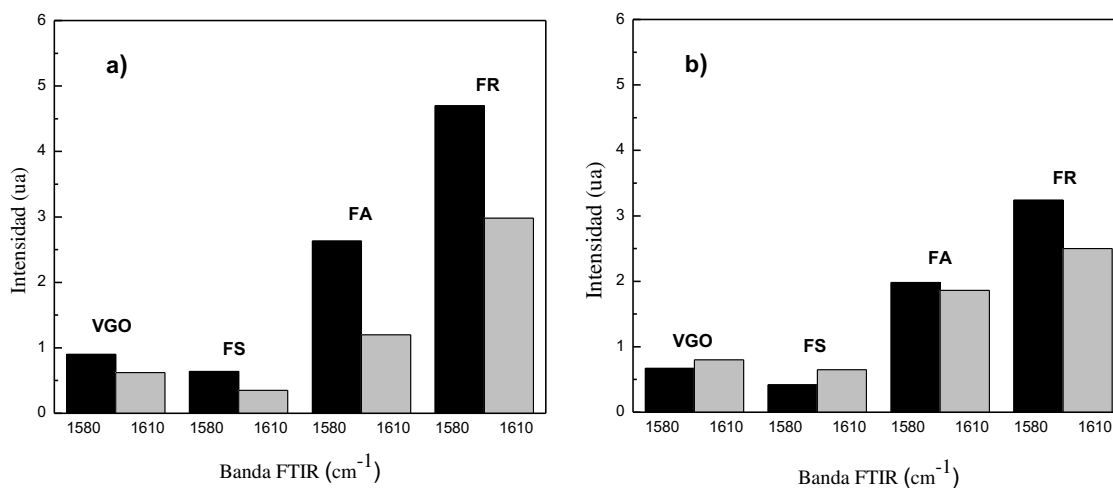 a)
6
5
4
3
2
1
0
Intensidad (ua)
VGO
FS
FA
FR
1580 1610 1580 1610 1580 1610 1580 1610
Banda FTIR (cm-1)
b)
6
5
4
3
2
1
0
Intensidad (ua)
VGO
FS
FA
FR
1580 1610 1580 1610 1580 1610 1580 1610
Banda FTIR (cm-1)